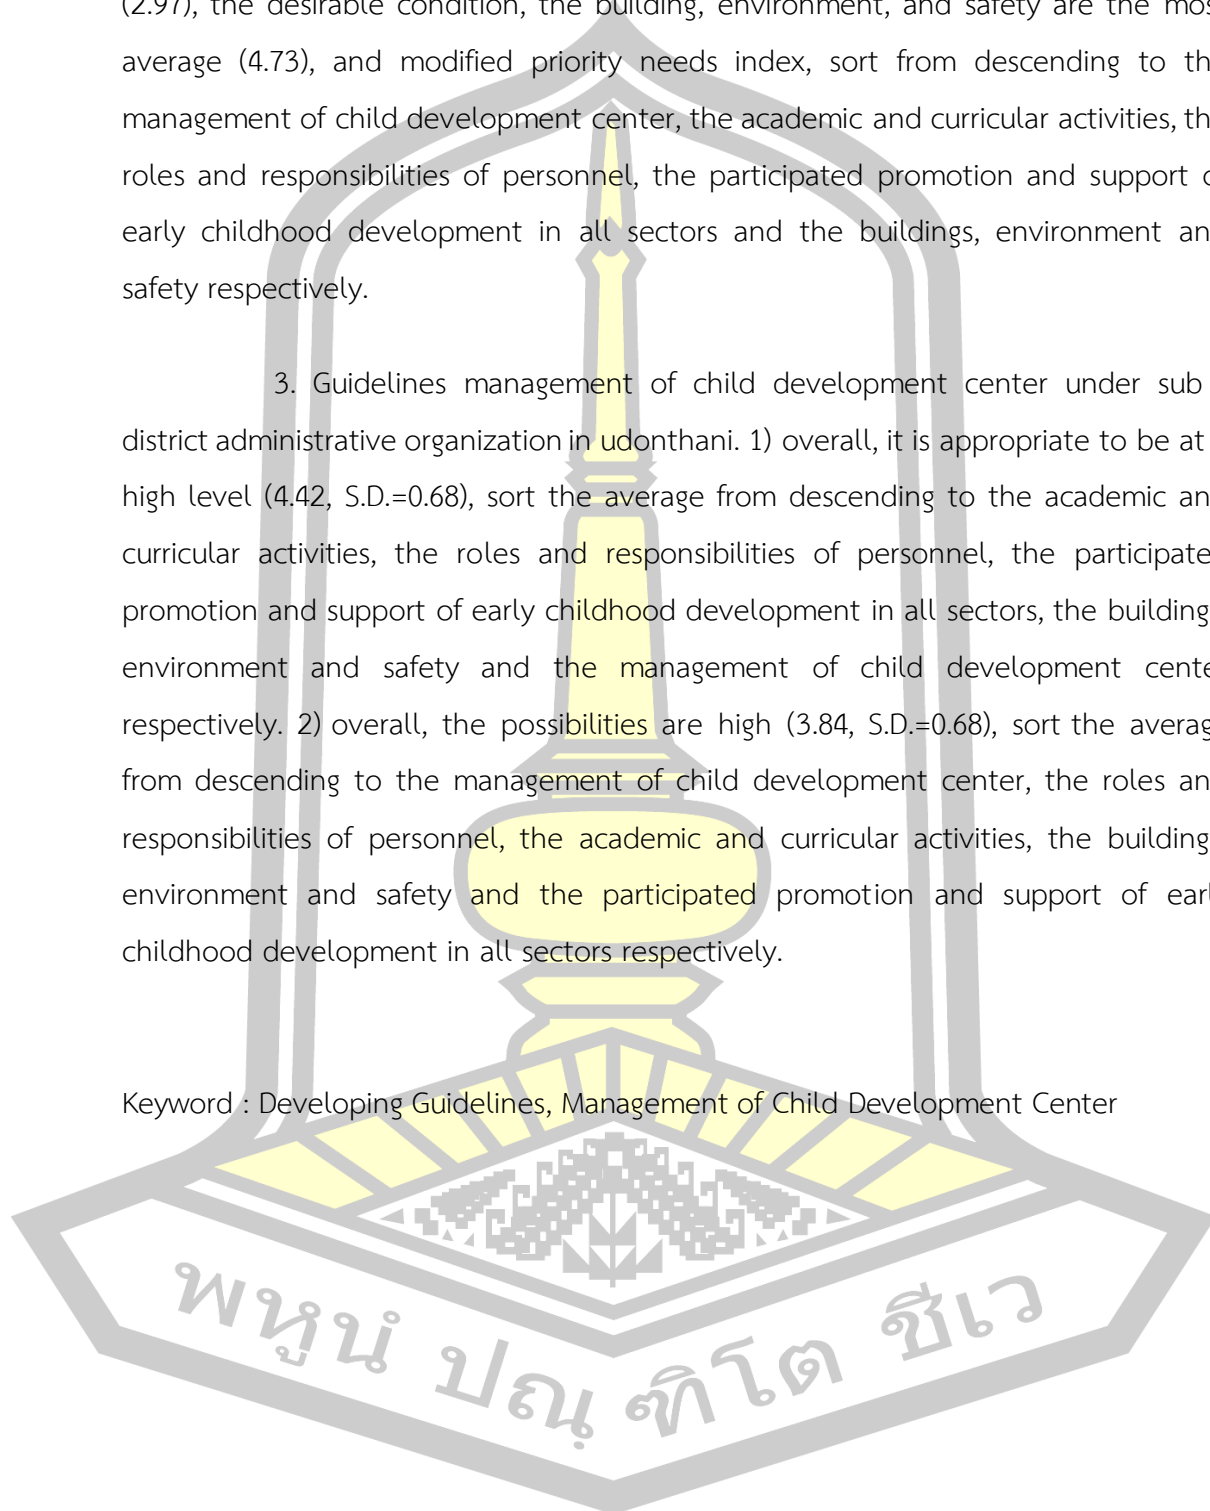 (2.97), the desirable condition, the building, environment, and safety are the mos
average (4.73), and modified priority needs index, sort from descending to th
management of child development center, the academic and curricular activities, th
roles and responsibilities of personnel, the participated promotion and support o
early childhood development in all sectors and the buildings, environment an
safety respectively.
3. Guidelines management of child development center under sub
district administrative organization in udonthani. 1) overall, it is appropriate to be at
high level (4.42, S.D.=0.68), sort the average from descending to the academic an
curricular activities, the roles and responsibilities of personnel, the participate
promotion and support of early childhood development in all sectors, the building
environment and safety and the management of child development cente
respectively. 2) overall, the possibilities are high (3.84, S.D.=0.68), sort the averag
from descending to the management of child development center, the roles an
responsibilities of personnel, the academic and curricular activities, the building
environment and safety and the participated promotion and support of earl
childhood development in all sectors respectively.
Keyword : Developing Guidelines, Management of Child Development Center
พหูนํ ปณฺฑิโต ชีเว